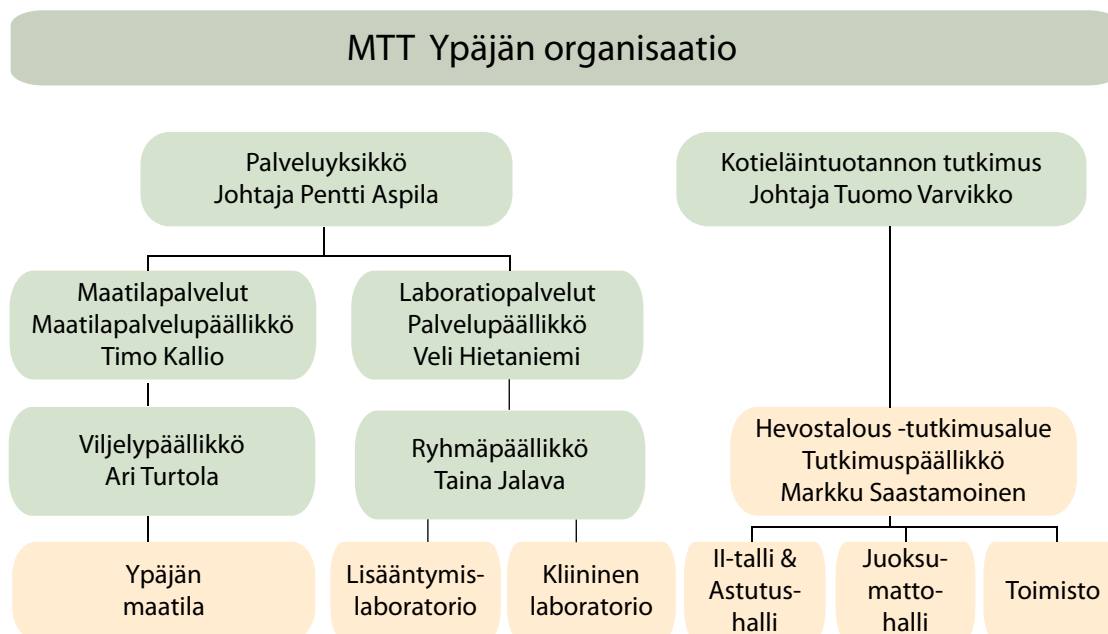 MTT Ypäjän organisaatio
Palveluyksikkö
Johtaja Pentti Aspila
Kotieläintuotannon tutkimus
Johtaja Tuomo Varvikko
Maatilapalvelut
Maatilapalvelupäällikkö
Timo Kallio
Laboratiopalvelut
Palvelupäällikkö
Veli Hietaniemi
Viljelypäällikkö
Ari Turtola
Ryhmäpäällikkö
Taina Jalava
Hevostalous -tutkimusalue
Tutkimuspäällikkö
Markku Saastamoinen
Ypäjän
maatila
Lisääntymis-
laboratorio
Kliininen
laboratorio
II-talli &
Astutus-
halli
Juoksu-
matto-
halli
Toimisto